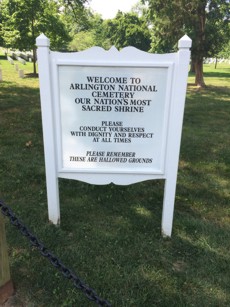 WELCOME TO
ARLINGTON NATIONAL
CEMETERY
OUR NATION'S MOST
SACRED SHRINE
PLEASE
CONDUCT YOURSELVES
WITH DIGNITY AND RESPECT
AT ALL TIMES
PLEASE REMEMBER
THESE ARE HALLOWED GROUNDS